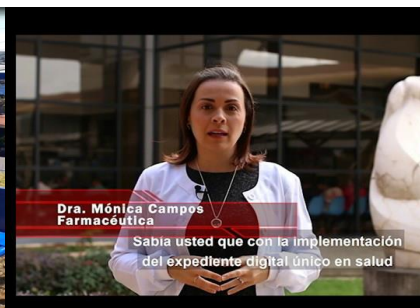 Dra. Mónica Campos
Farmacéutica
Sabia usted que con la implementación
del expediente digital único en salud